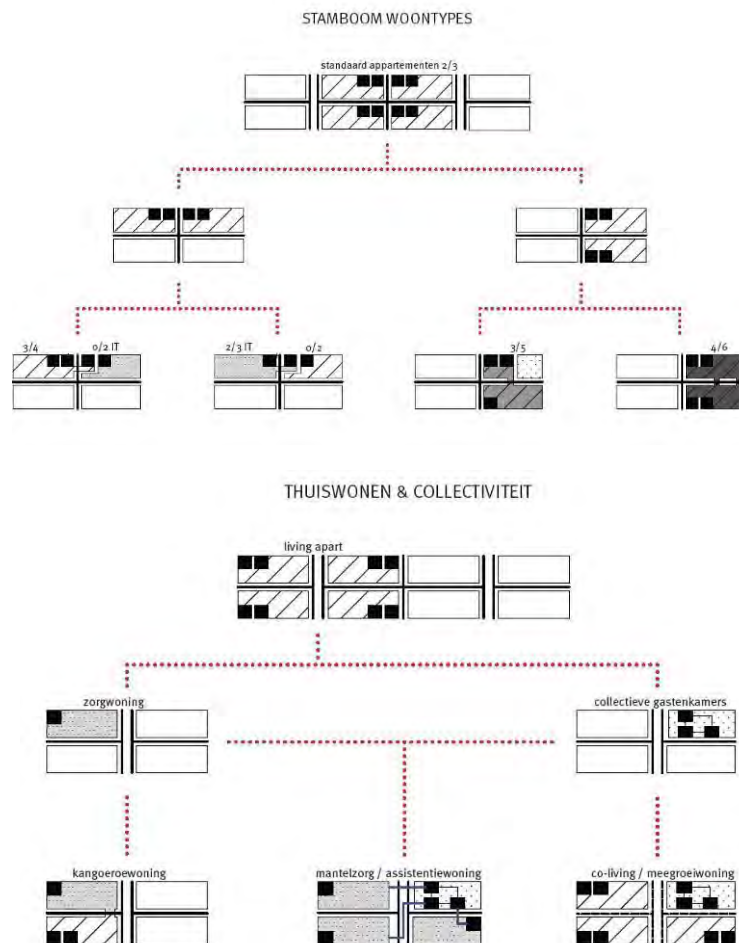 STAMBOOM WOONTYPES
standaard appartementen 2/3
3/4 0/2 IT 2/3 IT 0/2 3/5 4/6
THUISWONEN & COLLECTIVITEIT
living apart
zorgwoning collectieve gastenkamers
kangoeroewoning mantelzorg / assistentiewoning co-living / meegroeiwoning